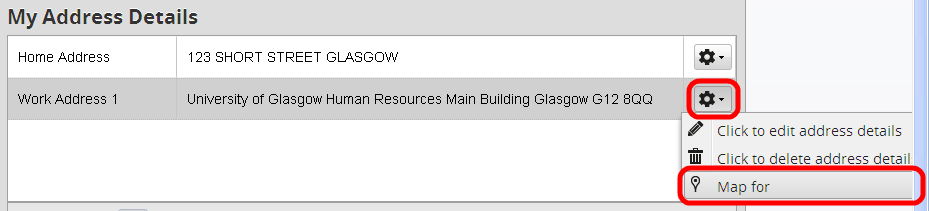 My Address Details
Home Address 123 SHORT STREET GLASGOW
Work Address 1 University of Glasgow Human Resources Main Building Glasgow G12 8QQ
Click to edit address details
Click to delete address detail
Map for